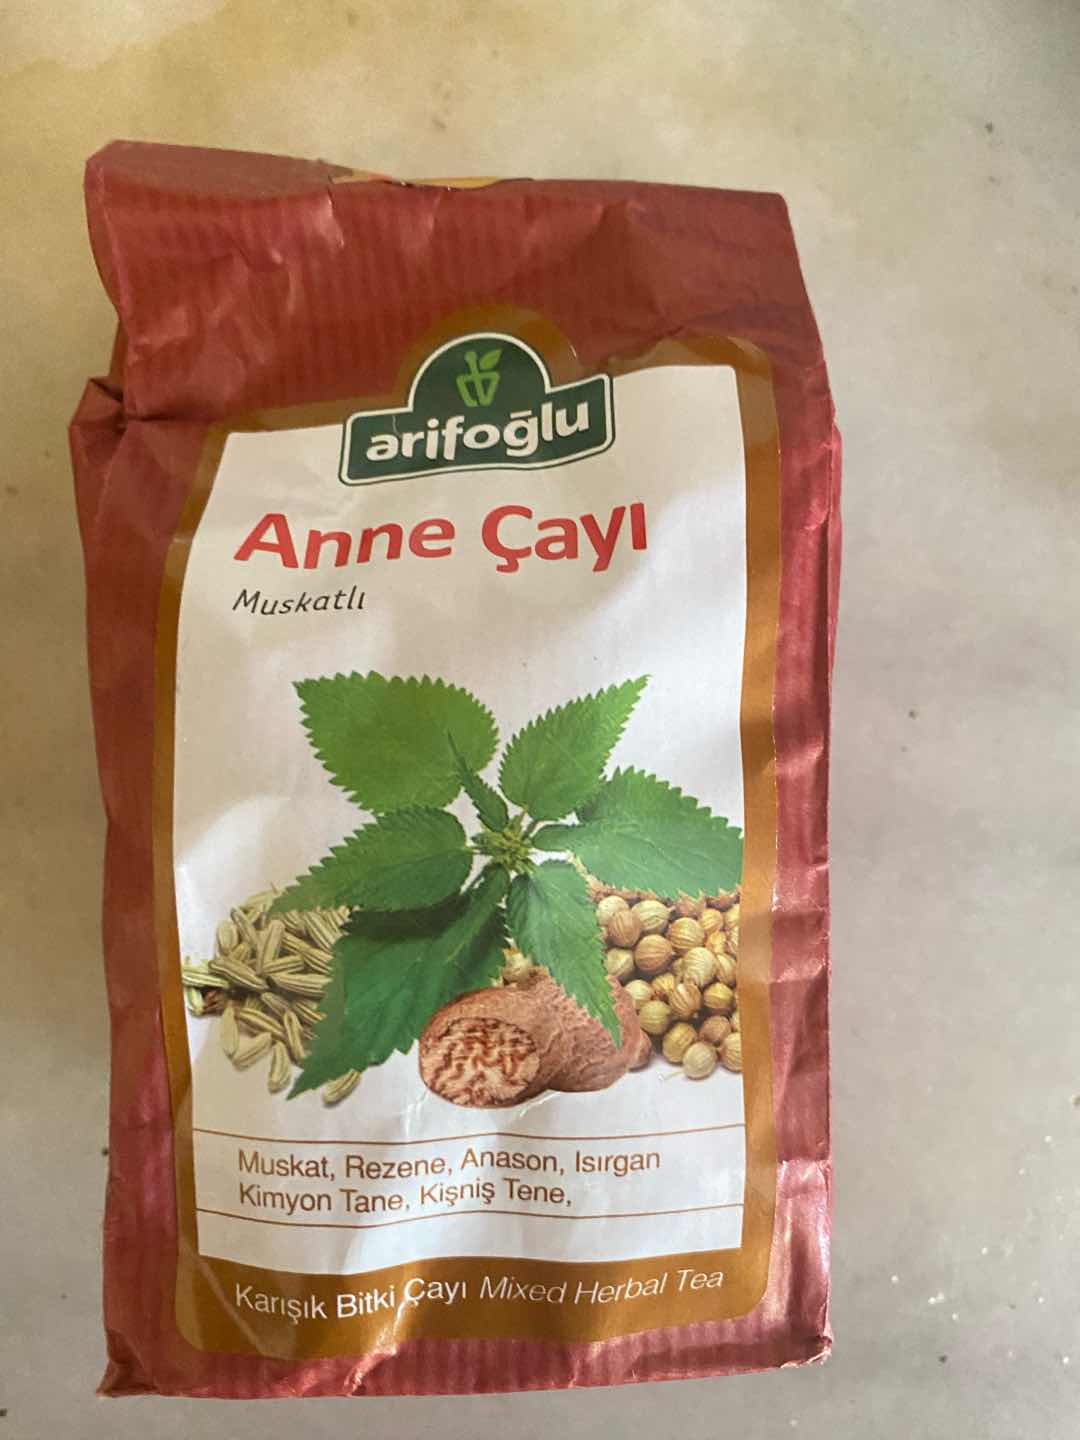 arifoğlu
Anne Çayı
Muskatlı
Muskat, Rezene, Anason, Isırgan
Kimyon Tane, Kişniş Tene,
Karışık Bitki Çayı Mixed Herbal Tea